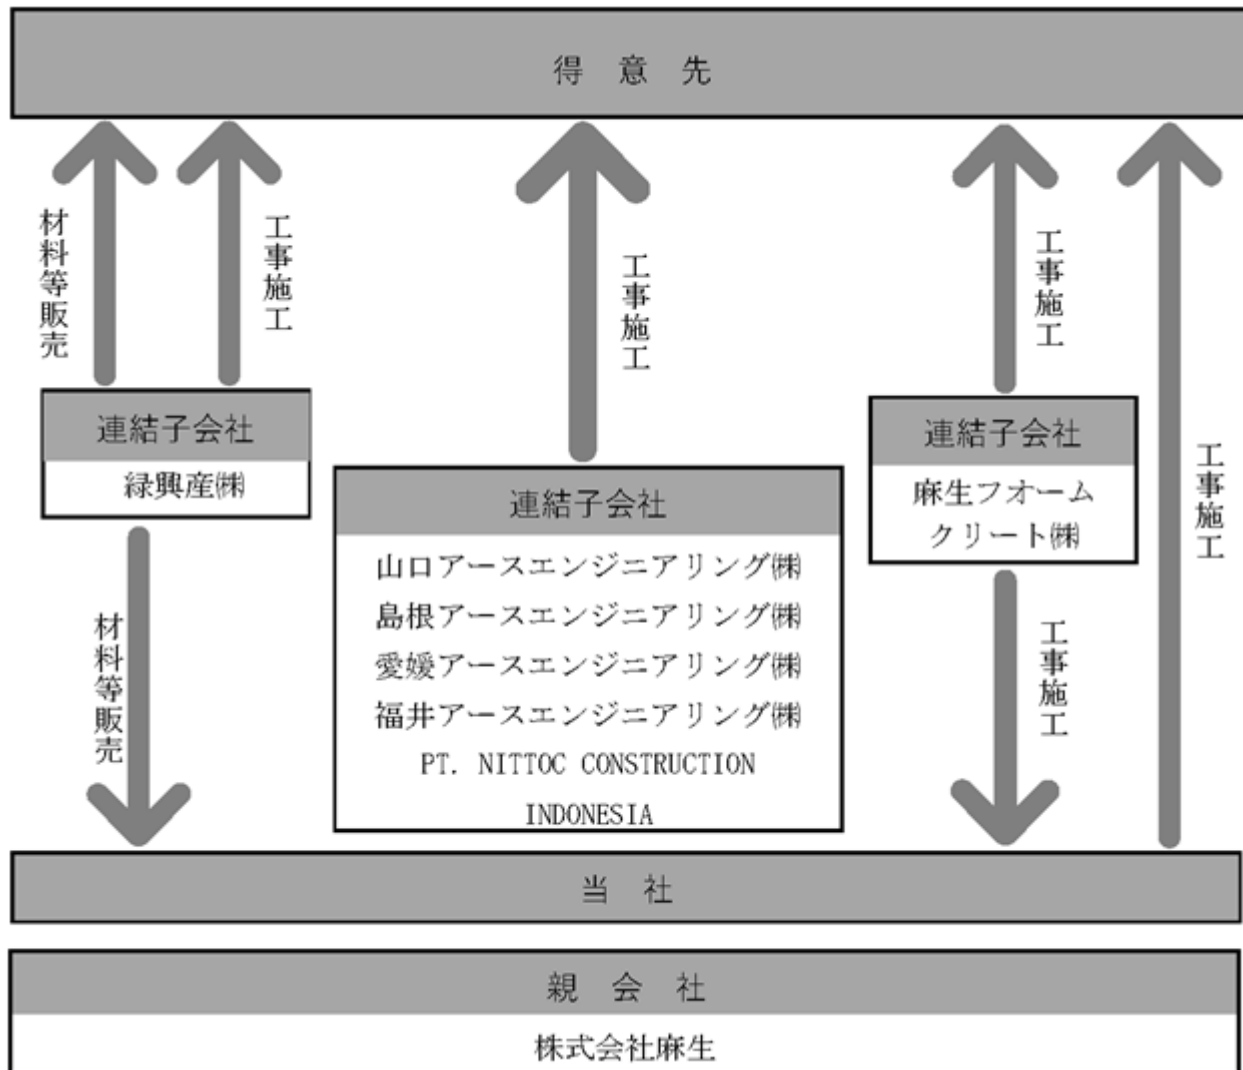 得意先
材料等販売
工事施工
工事施工
工事施工
工事施工
連結子会社
緑興産㈱
連結子会社
山口アースエンジニアリング㈱
島根アースエンジニアリング㈱
愛媛アースエンジニアリング㈱
福井アースエンジニアリング㈱
PT. NITTOC CONSTRUCTION
INDONESIA
連結子会社
麻生フオーム
クリート㈱
材料等販売
工事施工
当社
親会社
株式会社麻生